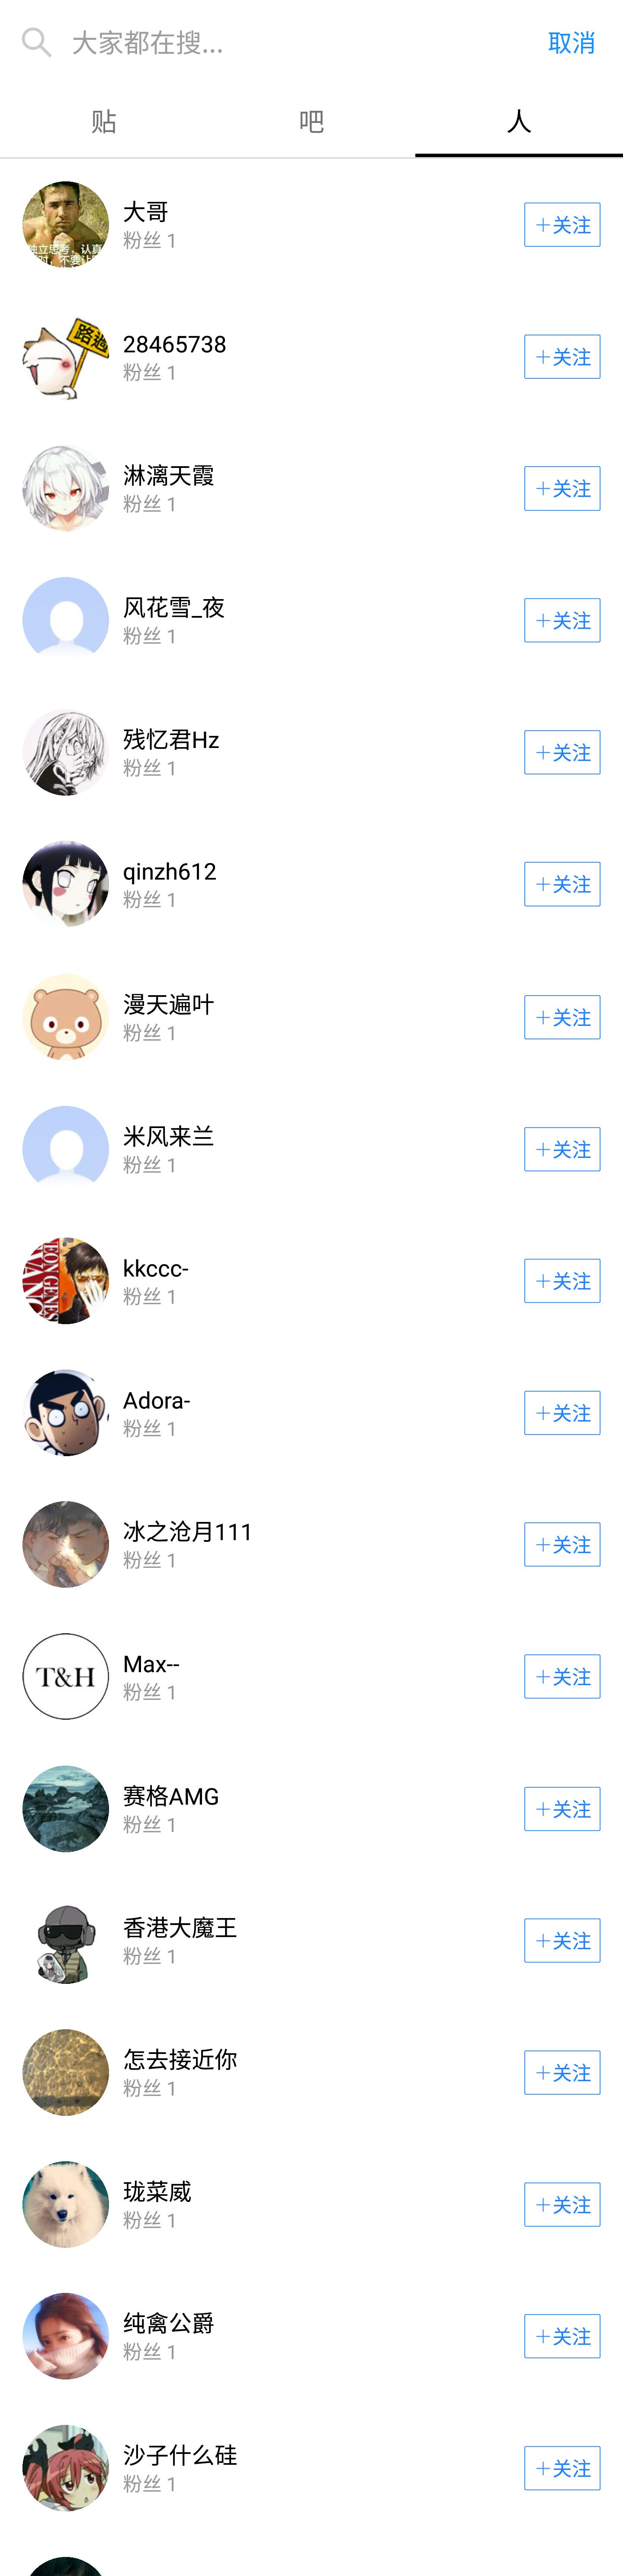 大家都在搜...
取消
贴
吧
人
独立思考，认真
大哥
粉丝 1
+关注
路過
28465738
粉丝 1
+关注
淋漓天霞
粉丝 1
+关注
风花雪_夜
粉丝 1
+关注
残忆君Hz
粉丝 1
+关注
qinzh612
粉丝 1
+关注
漫天遍叶
粉丝 1
+关注
米风来兰
粉丝 1
+关注
kkccc-
粉丝 1
+关注
Adora-
粉丝 1
+关注
冰之沧月111
粉丝 1
+关注
T&H
Max--
粉丝 1
+关注
赛格AMG
粉丝 1
+关注
香港大魔王
粉丝 1
+关注
怎去接近你
粉丝 1
+关注
珑菜威
粉丝 1
+关注
纯禽公爵
粉丝 1
+关注
沙子什么硅
粉丝 1
+关注